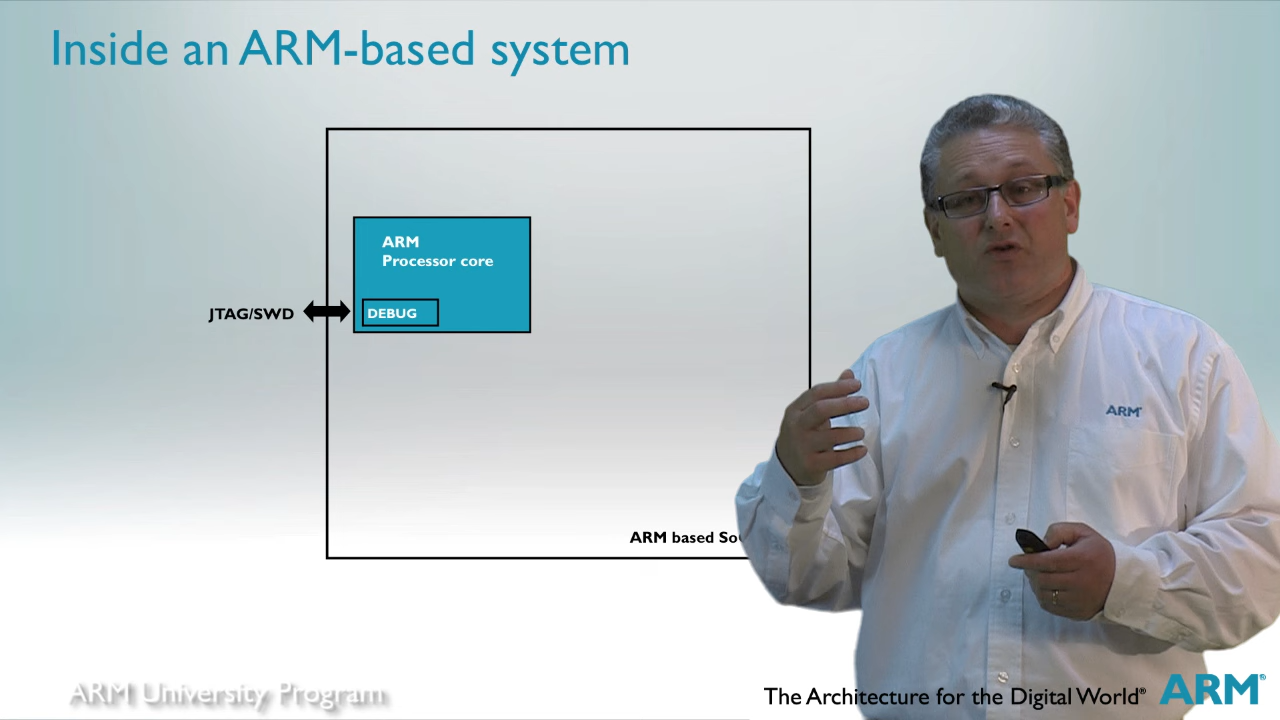 Inside an ARM-based system
ARM
Processor core
JTAG/SWD
DEBUG
ARM
ARM based
ARM University Program
The Architecture for the Digital World® ARM®